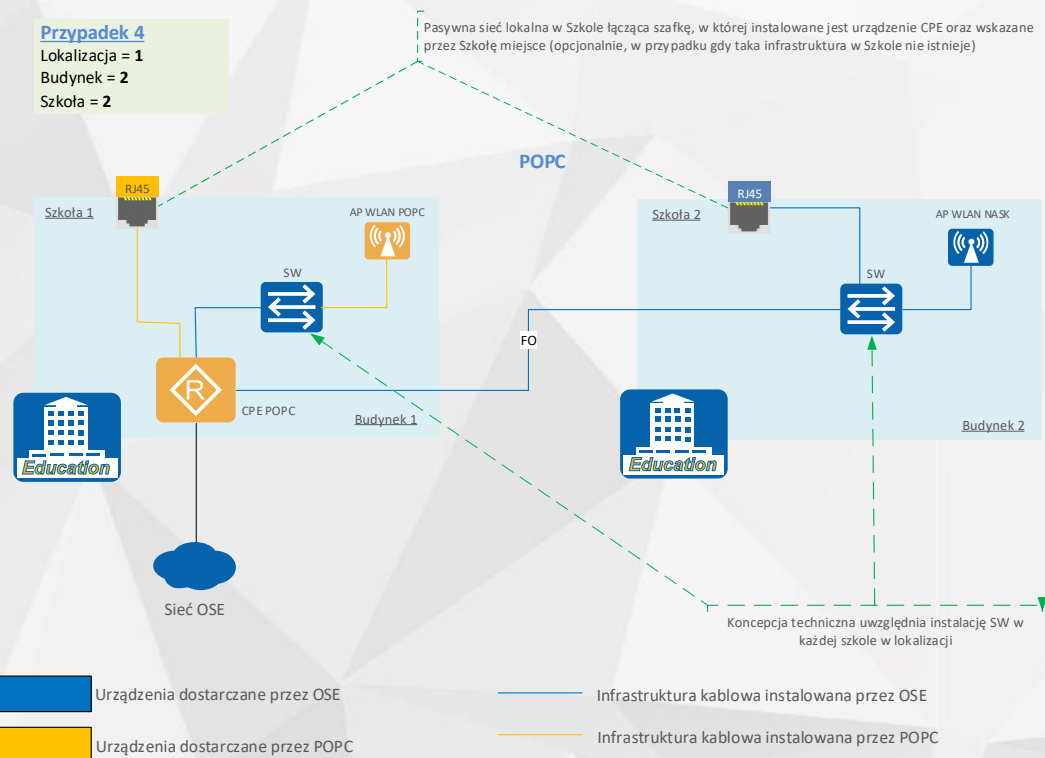 Przypadek 4
Lokalizacja = 1
Budynek = 2
Szkoła = 2
Pasywna sieć lokalna w Szkole łącząca szafkę, w której instalowane jest urządzenie CPE oraz wskazane
przez Szkołę miejsce (opcjonalnie, w przypadku gdy taka infrastruktura w Szkole nie istnieje)
POPC
RJ45
Szkoła 1
AP WLAN POPC
SW
R
CPE POPC
Budynek 1
Education
Sieć OSE
FO
RJ45
Szkoła 2
AP WLAN NASK
SW
Budynek 2
Education
Koncepcja techniczna uwzględnia instalację SW w
każdej szkole w lokalizacji
Urządzenia dostarczane przez OSE
Infrastruktura kablowa instalowana przez OSE
Urządzenia dostarczane przez POPC
Infrastruktura kablowa instalowana przez POPC